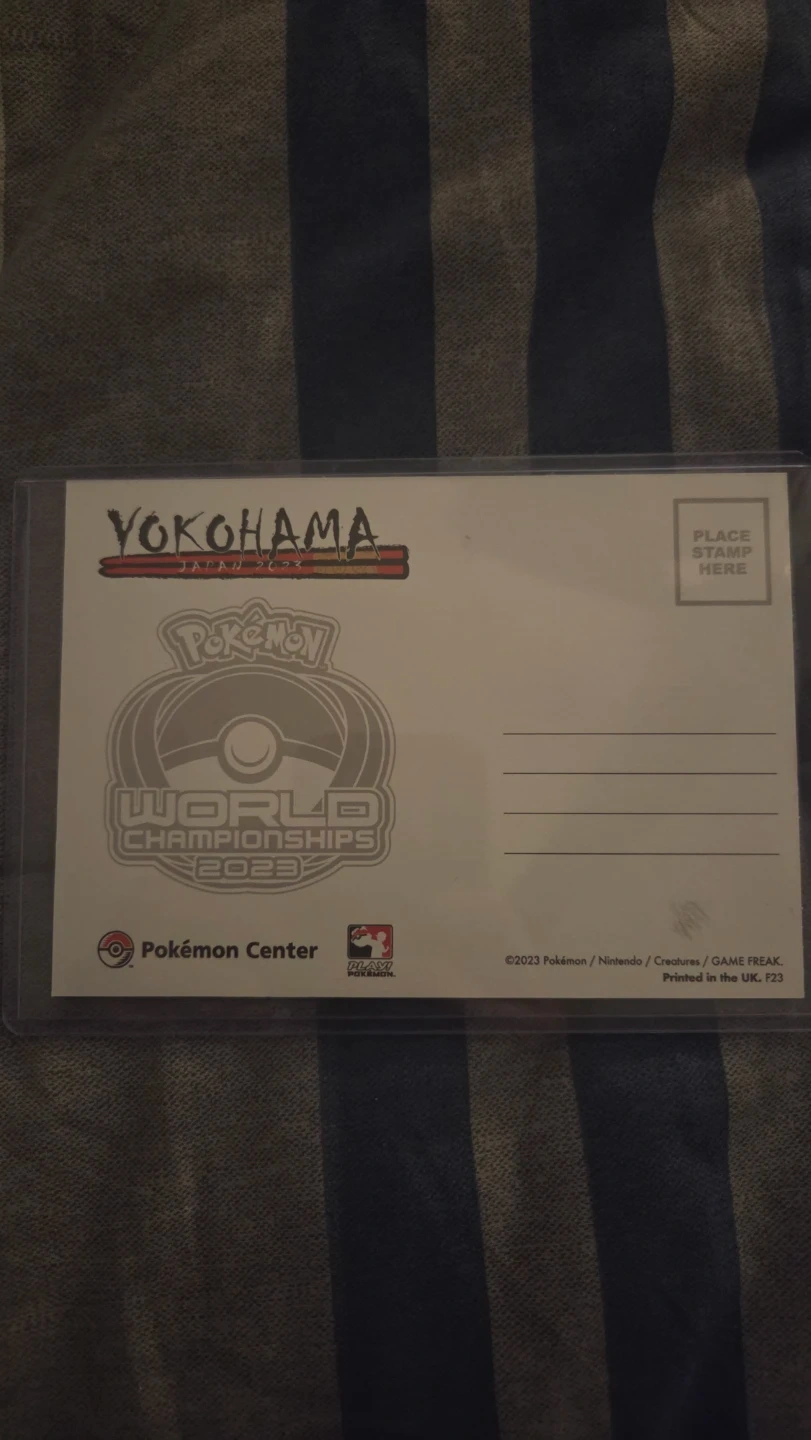 YOKOHAMA
JAPAN 2023
PLACE
STAMP
HERE
POKéMON
WORLD
CHAMPIONSHIPS
2023
Pokémon Center
PLAY!
POKÉMON
©2023 Pokémon / Nintendo / Creatures / GAME FREAK.
Printed in the UK. F23